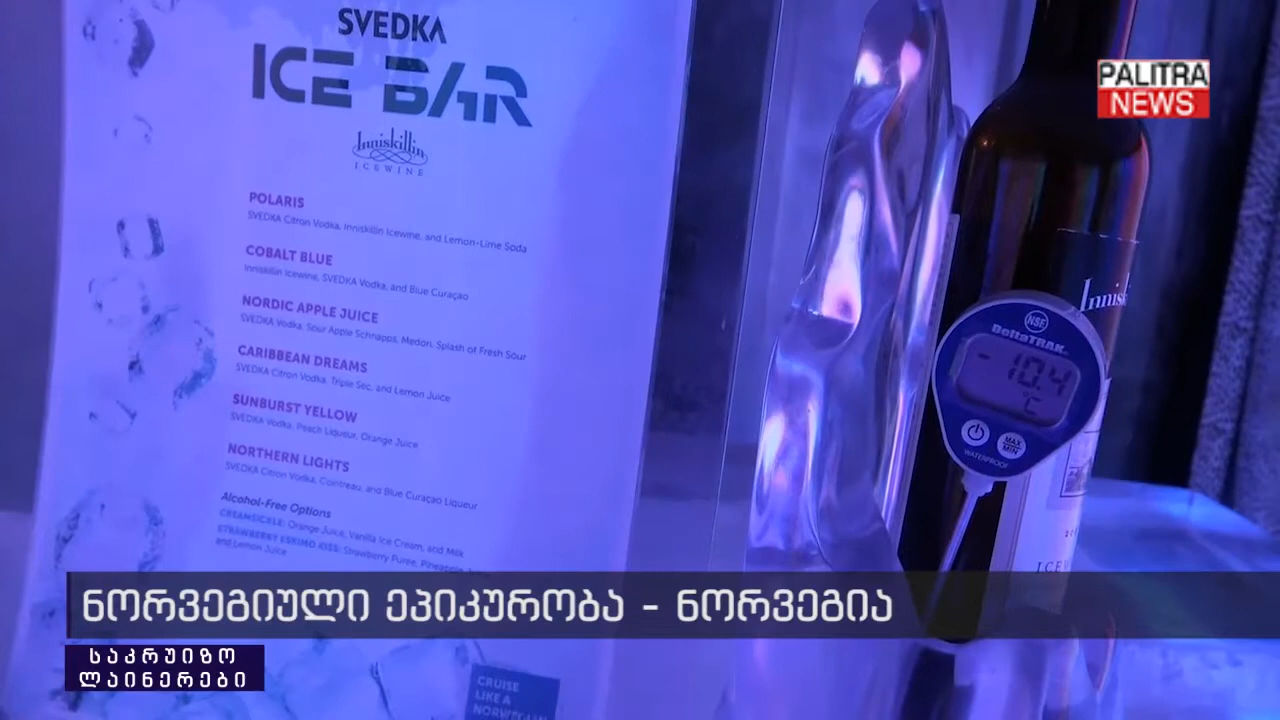 SVEDKA
ICE BAR
Inniskillin
ICEWINE
POLARIS
SVEDKA Citron Vodka, Inniskillin Icewine, and Lemon-Lime Soda
COBALT BLUE
Inniskillin Icewine, SVEDKA Vodka, and Blue Curaçao
NORDIC APPLE JUICE
SVEDKA Vodka, Sour Apple Schnapps, Medori, Splash of Fresh Sour
CARIBBEAN DREAMS
SVEDKA Citron Vodka, Triple Sec, and Lemon Juice
SUNBURST YELLOW
SVEDKA Vodka, Peach Liqueur, Orange Juice
NORTHERN LIGHTS
SVEDKA Citron Vodka, Cointreau, and Blue Curaçao Liqueur
Alcohol-Free Options
CREAMSICKLE: Orange Juice, Vanilla Ice Cream, and Milk
STRAWBERRY ESKIMO KISS: Strawberry Puree, Pineapple
and Lemon Juice
CRUISE
LIKE A
NORWEGIAN
PALITRA
NEWS
Innisk
NSF
DeltaTRAK
-10.4
°C
MAX
MIN
WATERPROOF
ნორვეგიული ეპიკურობა - ნორვეგია
საკრუიზო
ლაინერები